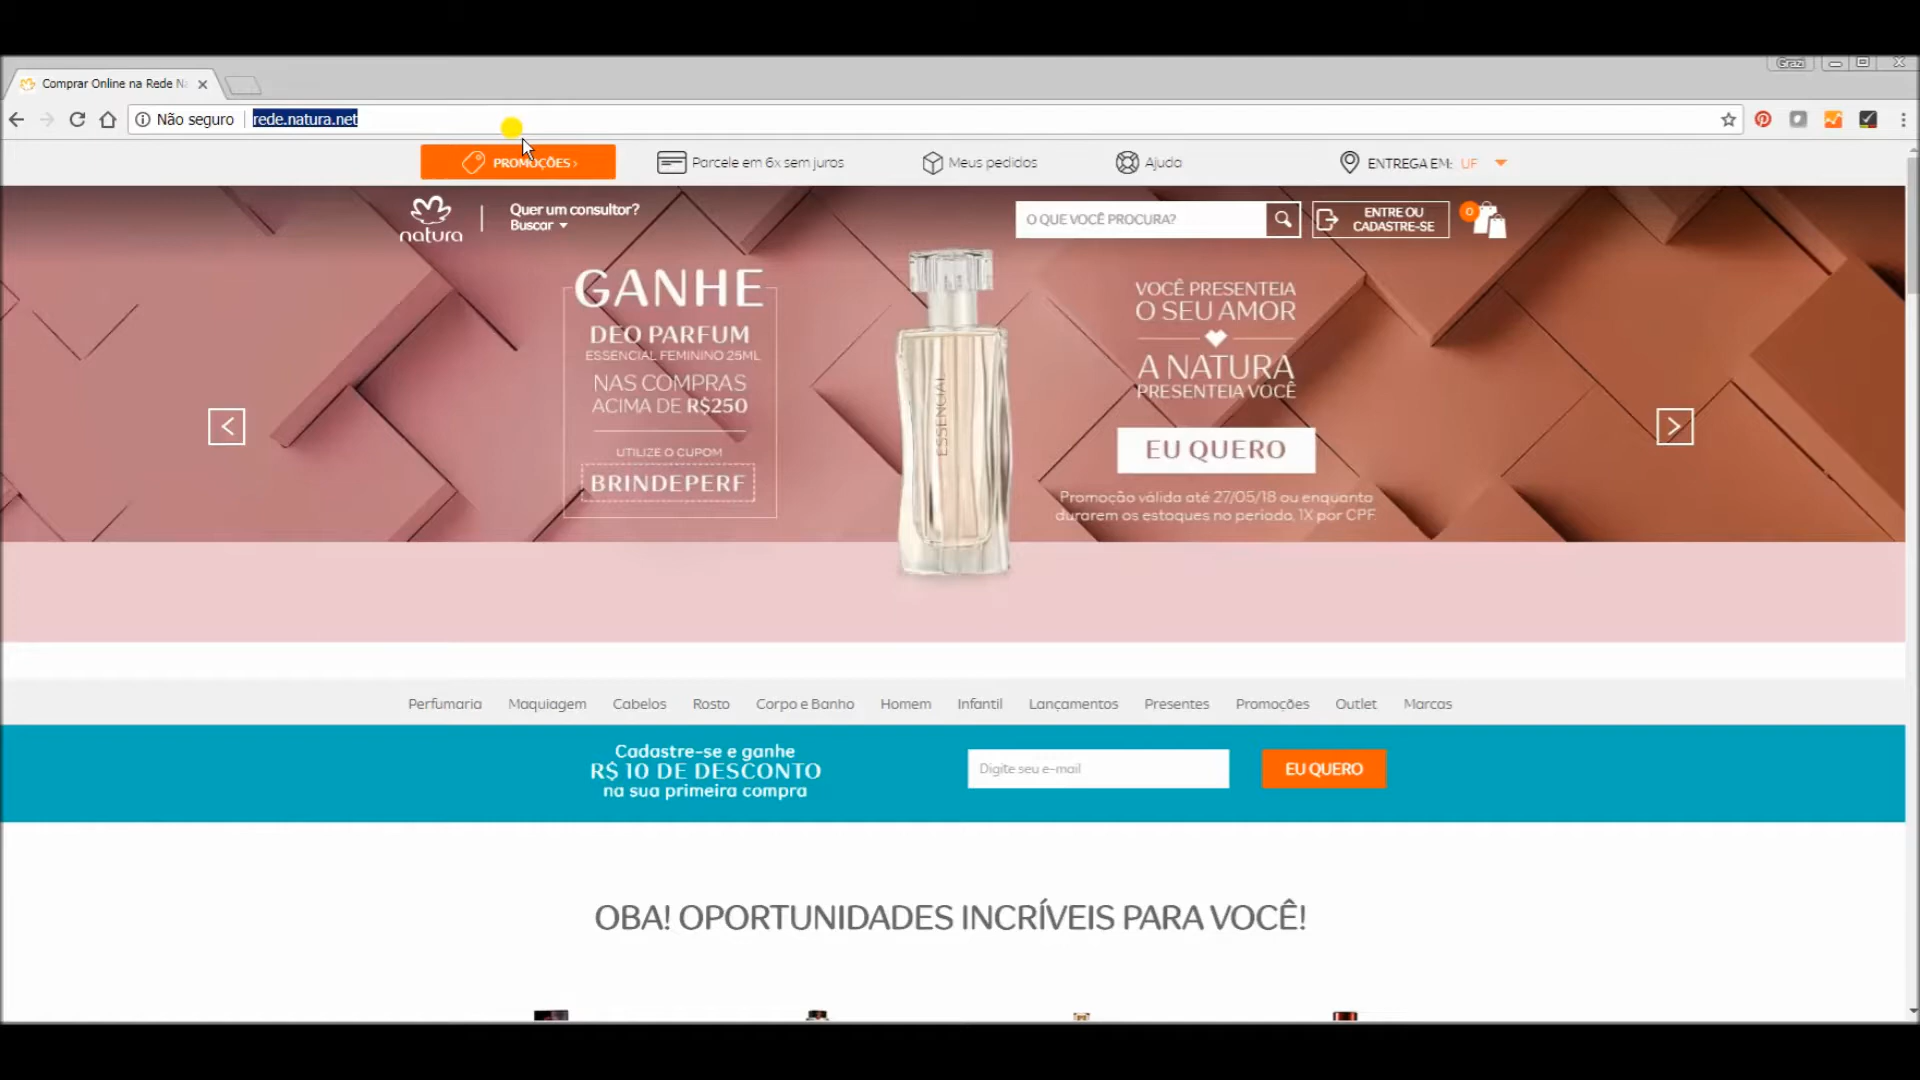 Grazi
Comprar Online na Rede N
Não seguro
rede.natura.net
PROMOÇÕES ›
Parcele em 6x sem juros
Meus pedidos
Ajuda
ENTREGA EM: UF
natura
Quer um consultor?
Buscar
O QUE VOCÊ PROCURA?
ENTRE OU
CADASTRE-SE
0
GANHE
DEO PARFUM
ESSENCIAL FEMININO 25ML
NAS COMPRAS
ACIMA DE R$250
UTILIZE O CUPOM
BRINDEPERF
ESSENCIAL
VOCÊ PRESENTEIA
O SEU AMOR
A NATURA
PRESENTEIA VOCÊ
EU QUERO
Promoção válida até 27/05/18 ou enquanto
durarem os estoques no período. 1X por CPF.
Perfumaria
Maquiagem
Cabelos
Rosto
Corpo e Banho
Homem
Infantil
Lançamentos
Presentes
Promoções
Outlet
Marcas
Cadastre-se e ganhe
R$ 10 DE DESCONTO
na sua primeira compra
Digite seu e-mail
EU QUERO
OBA! OPORTUNIDADES INCRÍVEIS PARA VOCÊ!